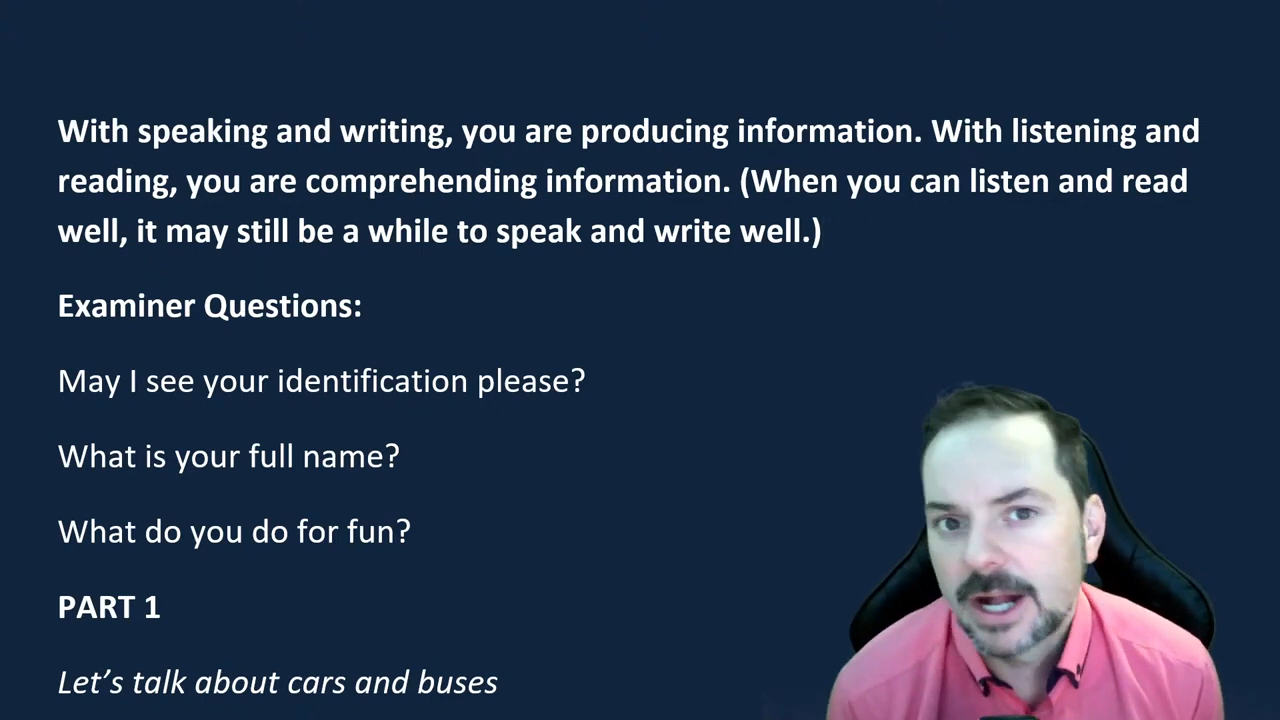 With speaking and writing, you are producing information. With listening and
reading, you are comprehending information. (When you can listen and read
well, it may still be a while to speak and write well.)
Examiner Questions:
May I see your identification please?
What is your full name?
What do you do for fun?
PART 1
Let’s talk about cars and buses